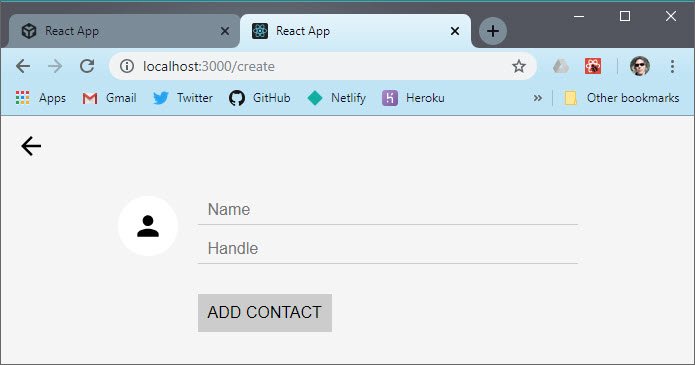 React App
React App
localhost:3000/create
Apps Gmail Twitter GitHub Netlify Heroku » Other bookmarks
Name
Handle
ADD CONTACT